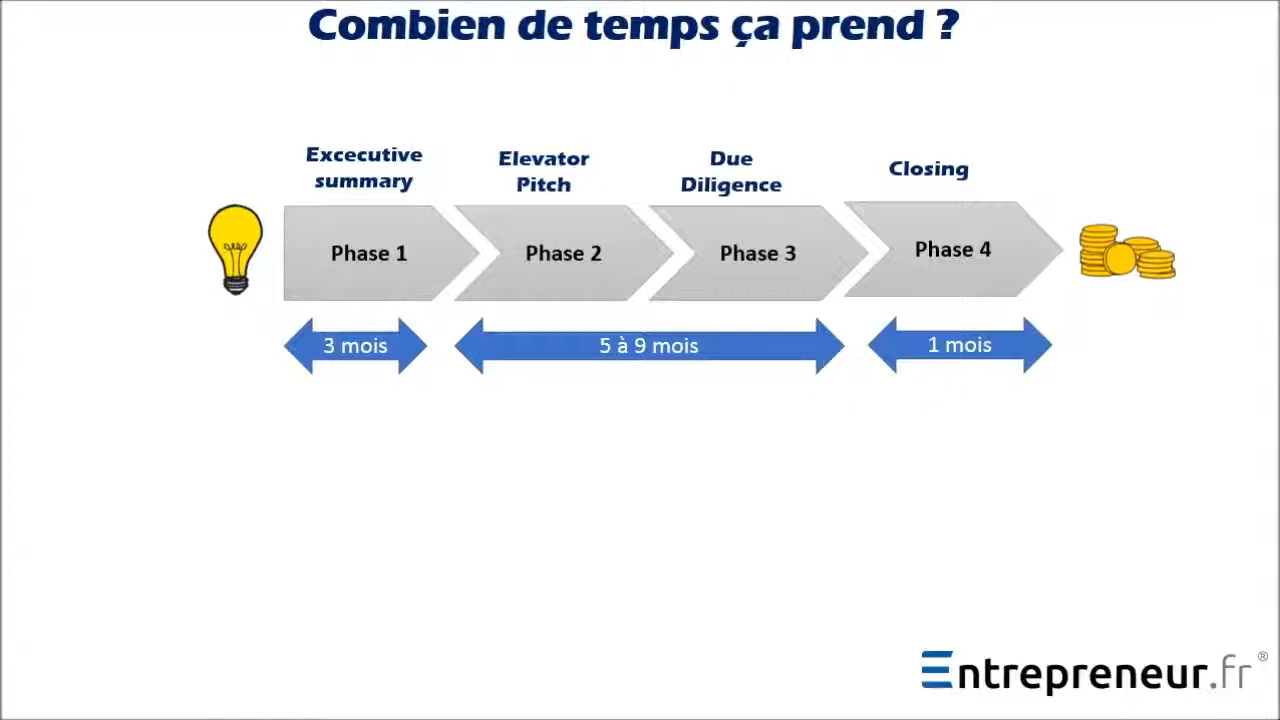 Combien de temps ça prend ?
Excecutive
summary
Elevator
Pitch
Due
Diligence
Closing
Phase 1
Phase 2
Phase 3
Phase 4
3 mois
5 à 9 mois
1 mois
Entrepreneur.fr®